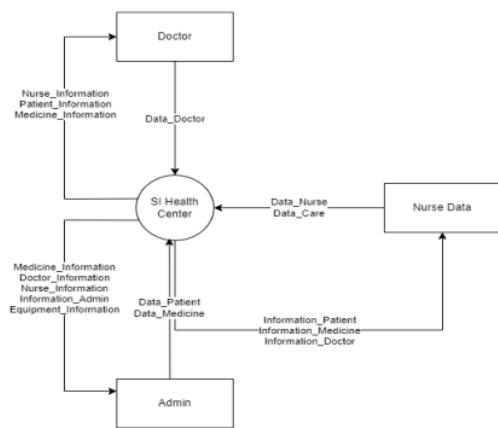 Doctor
Nurse_Information
Patient_Information
Medicine_Information
Data_Doctor
SI Health
Center
Data_Nurse
Data_Care
Nurse Data
Medicine_Information
Doctor_Information
Nurse_Information
Information_Admin
Equipment_Information
Data_Patient
Data_Medicine
Information_Patient
Information_Medicine
Information_Doctor
Admin